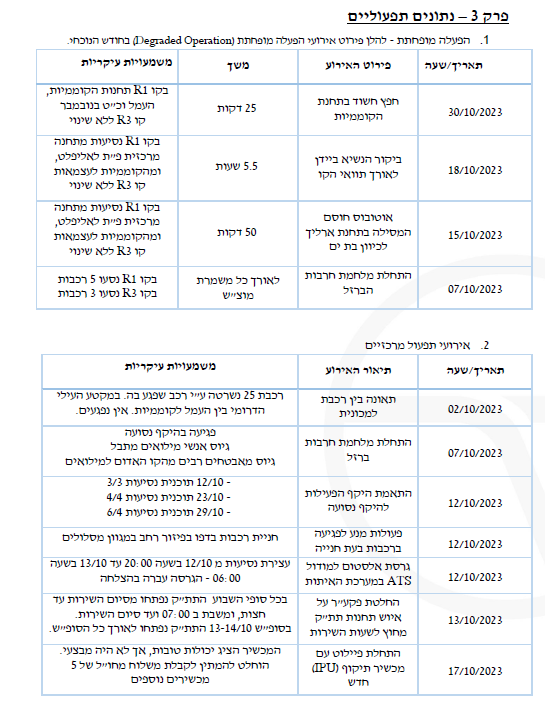 פרק 3 – נתונים תפעוליים
1. הפעלה מופחתת - להלן פירוט אירועי הפעלה מופחתת (Degraded Operation) בחודש הנוכחי.
תאריך/שעה פירוט האירוע משך משמעויות עיקריות
30/10/2023
חפץ חשוד בתחנת
הקוממיות
25 דקות
בקו R1 תחנות הקוממיות,
העמל וכ״ט בנובמבר
קו R3 ללא שינוי
18/10/2023
ביקור הנשיא ביידן
לאורך תוואי הקו
5.5 שעות
בקו R1 נסיעות מתחנה
מרכזית פ״ת לאליפלט,
ומהקוממיות לעצמאות
קו R3 ללא שינוי
15/10/2023
אוטובוס חוסם
המסילה בתחנת ארליך
לכיוון בת ים
50 דקות
בקו R1 נסיעות מתחנה
מרכזית פ״ת לאליפלט,
ומהקוממיות לעצמאות
קו R3 ללא שינוי
07/10/2023
התחלת מלחמת חרבות
הברזל
לאורך כל משמרת
מוצ״ש
בקו R1 נסעו 5 רכבות
בקו R3 נסעו 3 רכבות
2. אירועי תפעול מרכזיים
תאריך/שעה תיאור האירוע משמעויות עיקריות
02/10/2023
תאונה בין רכבת
למכונית
רכבת 25 נשרטה ע״י רכב שפגע בה. במקטע העילי
הדרומי בין העמל לקוממיות. אין נפגעים.
07/10/2023
התחלת מלחמת חרבות
ברזל
פגיעה בהיקף נסועה
גיוס אנשי מילואים מתבל
גיוס מאבטחים רבים מהקו האדום למילואים
12/10/2023
התאמת היקף הפעילות
להיקף נסועה
- 12/10 תוכנית נסיעות 3/3
- 23/10 תוכנית נסיעות 4/4
- 29/10 תוכנית נסיעות 6/4
12/10/2023
פעולות מנע לפגיעה
ברכבות בעת חנייה
חניית רכבות בדפו בפיזור רחב במגוון מסלולים
12/10/2023
גרסת אלסטום למודול
ATS במערכת האיתות
עצירת נסיעות מ 12/10 בשעה 20:00 עד 13/10 בשעה
06:00 - הגרסה עברה בהצלחה
13/10/2023
החלטת פקע״ר על
איוש תחנות תת״ק
מחוץ לשעות השירות
בכל סופי השבוע התת״ק נפתחו מסיום השירות עד
חצות, ומשבת ב 07:00 ועד סיום השירות.
בסופ״ש 13-14/10 התת״ק נפתחו לאורך כל הסופ״ש.
17/10/2023
התחלת פיילוט עם
מכשיר תיקוף (IPU)
חדש
המכשיר הציג יכולות טובות, אך לא היה מבצעי.
הוחלט להמתין לקבלת משלוח מחו״ל של 5
מכשירים נוספים